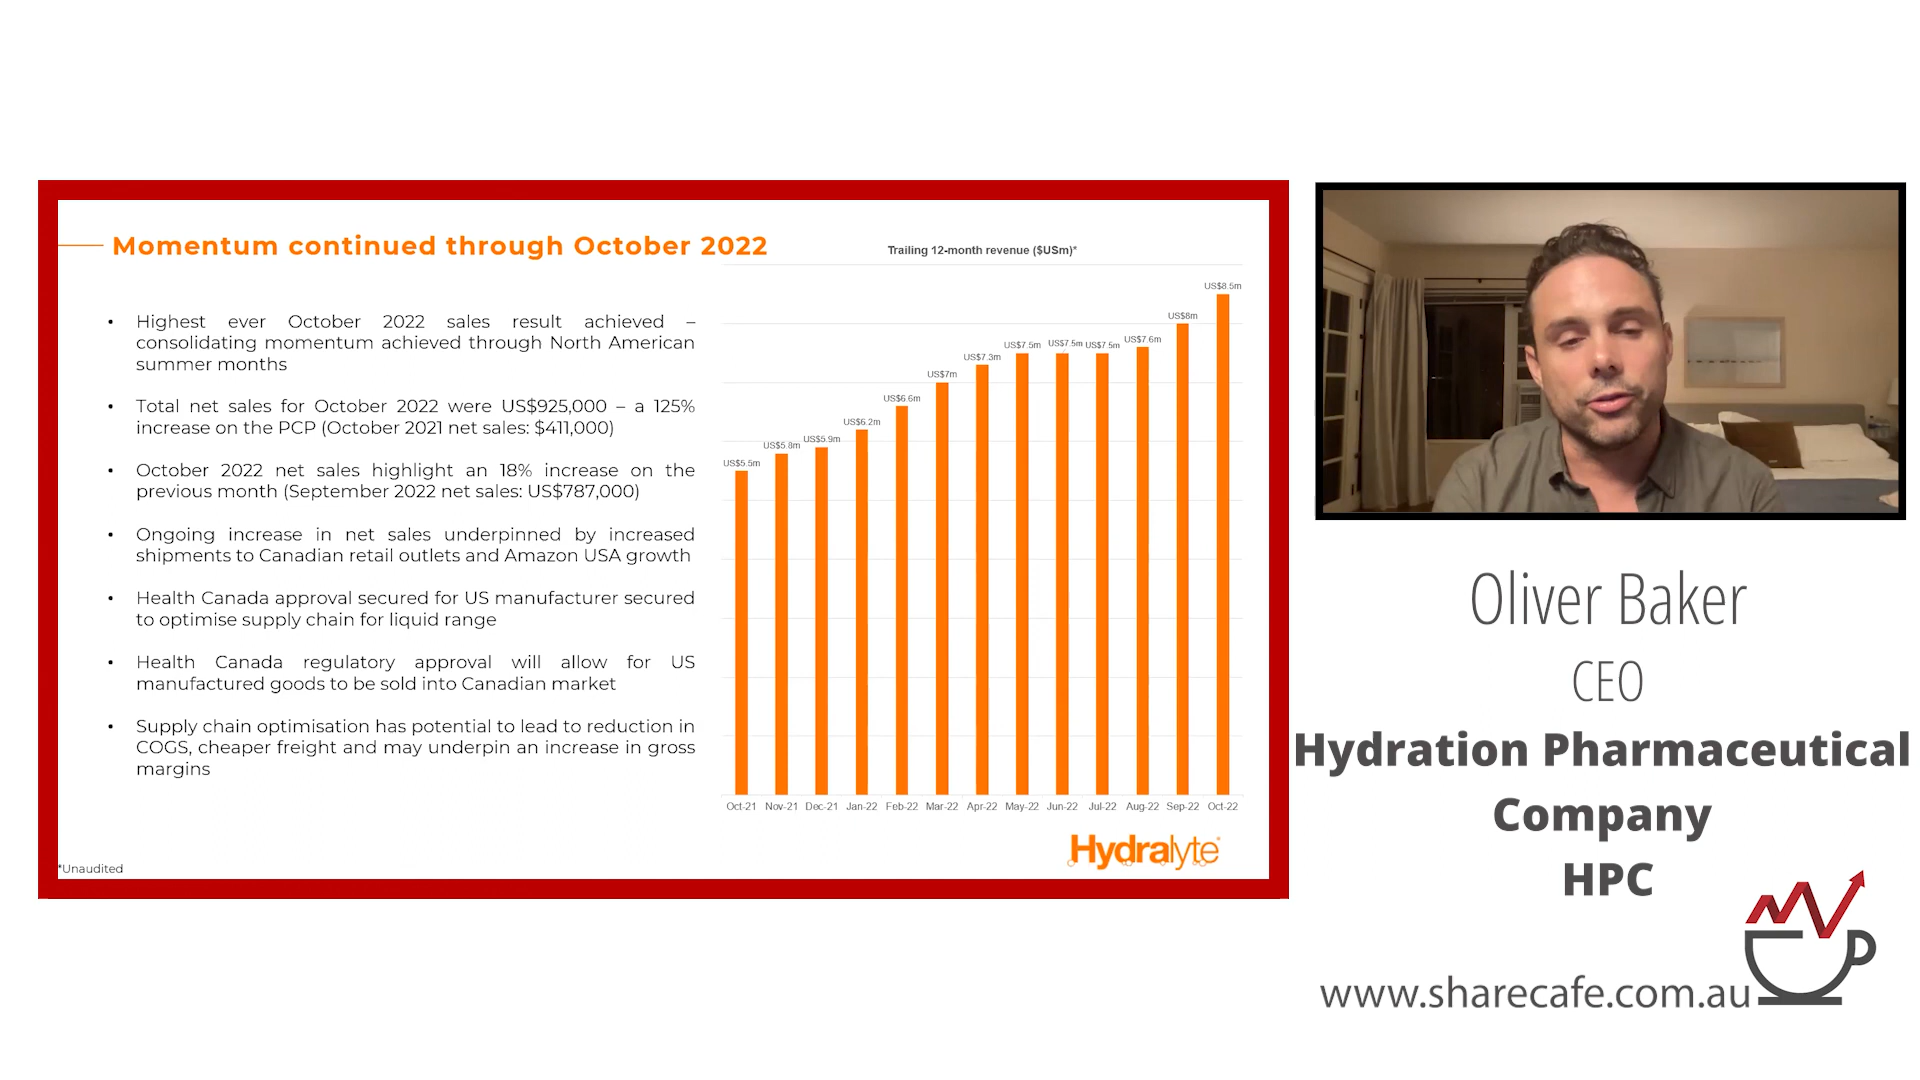 Momentum continued through October 2022
• Highest ever October 2022 sales result achieved –
consolidating momentum achieved through North American
summer months
• Total net sales for October 2022 were US$925,000 – a 125%
increase on the PCP (October 2021 net sales: $411,000)
• October 2022 net sales highlight an 18% increase on the
previous month (September 2022 net sales: US$787,000)
• Ongoing increase in net sales underpinned by increased
shipments to Canadian retail outlets and Amazon USA growth
• Health Canada approval secured for US manufacturer secured
to optimise supply chain for liquid range
• Health Canada regulatory approval will allow for US
manufactured goods to be sold into Canadian market
• Supply chain optimisation has potential to lead to reduction in
COGS, cheaper freight and may underpin an increase in gross
margins
*Unaudited
Trailing 12-month revenue ($USm)*
US$5.5m US$5.8m US$5.9m US$6.2m US$6.6m US$7m US$7.3m US$7.5m US$7.5m US$7.5m US$7.6m US$8m US$8.5m
Oct-21 Nov-21 Dec-21 Jan-22 Feb-22 Mar-22 Apr-22 May-22 Jun-22 Jul-22 Aug-22 Sep-22 Oct-22
Hydralyte
Oliver Baker
CEO
Hydration Pharmaceutical
Company
HPC
www.sharecafe.com.au